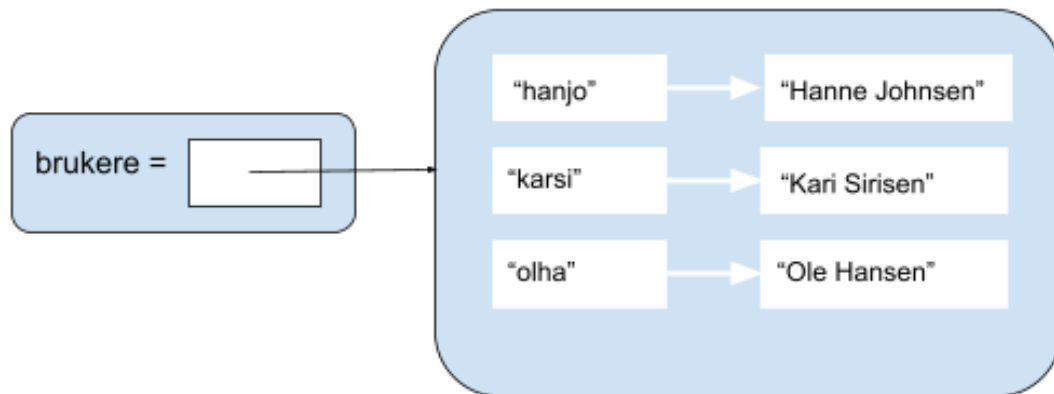 brukere =
“hanjo” “Hanne Johnsen”
“karsi” “Kari Sirisen”
“olha” “Ole Hansen”